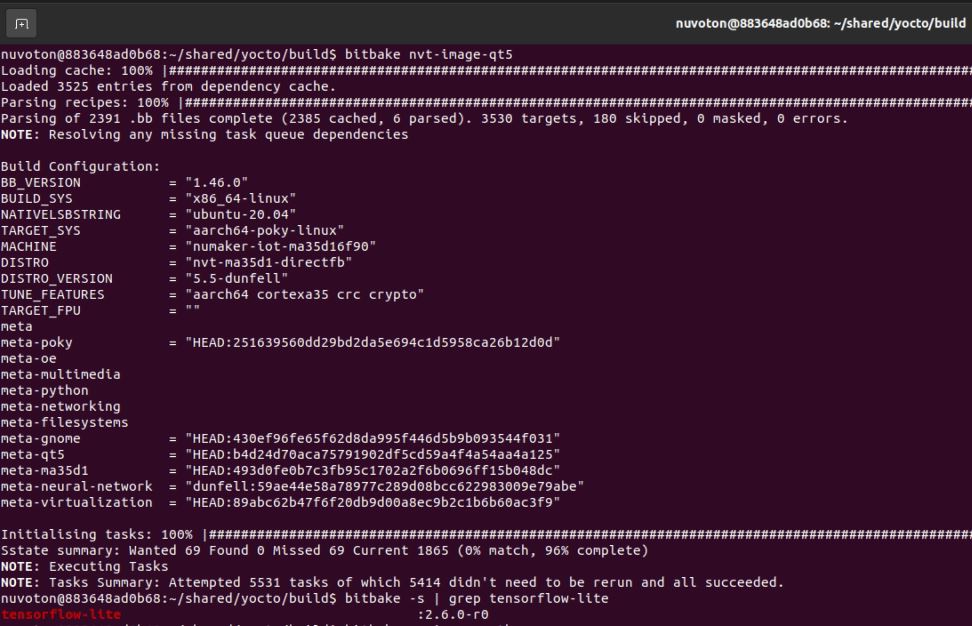 nuvoton@883648ad0b68: ~/shared/yocto/build
nuvoton@883648ad0b68:~/shared/yocto/build$ bitbake nvt-image-qt5
Loading cache: 100% |##########################################################################################
Loaded 3525 entries from dependency cache.
Parsing recipes: 100% |########################################################################################
Parsing of 2391 .bb files complete (2385 cached, 6 parsed). 3530 targets, 180 skipped, 0 masked, 0 errors.
NOTE: Resolving any missing task queue dependencies
Build Configuration:
BB_VERSION           = "1.46.0"
BUILD_SYS            = "x86_64-linux"
NATIVELSBSTRING      = "ubuntu-20.04"
TARGET_SYS           = "aarch64-poky-linux"
MACHINE              = "numaker-iot-ma35d16f90"
DISTRO               = "nvt-ma35d1-directfb"
DISTRO_VERSION       = "5.5-dunfell"
TUNE_FEATURES        = "aarch64 cortexa35 crc crypto"
TARGET_FPU           = ""
meta
meta-poky            = "HEAD:251639560dd29bd2da5e694c1d5958ca26b12d0d"
meta-oe
meta-multimedia
meta-python
meta-networking
meta-filesystems
meta-gnome           = "HEAD:430ef96fe65f62d8da995f446d5b9b093544f031"
meta-qt5             = "HEAD:b4d24d70aca75791902df5cd59a4f4a54aa4a125"
meta-ma35d1          = "HEAD:493d0fe0b7c3fb95c1702a2f6b0696ff15b048dc"
meta-neural-network  = "dunfell:59ae44e58a78977c289d08bcc622983009e79abe"
meta-virtualization  = "HEAD:89abc62b47f6f20db9d00a8ec9b2c1b6b60ac3f9"
Initialising tasks: 100% |#####################################################################################
Sstate summary: Wanted 69 Found 0 Missed 69 Current 1865 (0% match, 96% complete)
NOTE: Executing Tasks
NOTE: Tasks Summary: Attempted 5531 tasks of which 5414 didn't need to be rerun and all succeeded.
nuvoton@883648ad0b68:~/shared/yocto/build$ bitbake -s | grep tensorflow-lite
tensorflow-lite                                     :2.6.0-r0